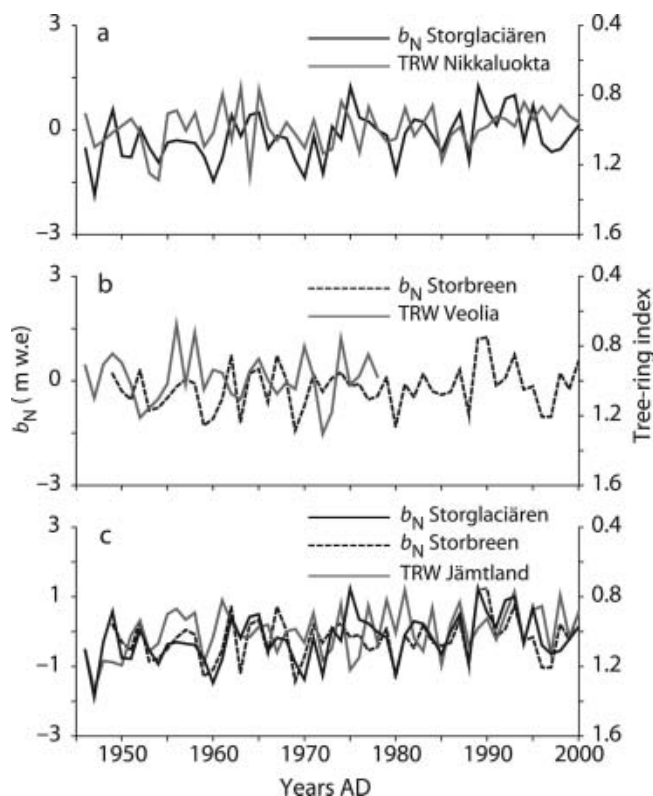 a
bN Storglaciären
TRW Nikkaluokta
3
0
−3
0.4
0.8
1.2
1.6
b
bN Storbreen
TRW Veolia
3
0
−3
0.4
0.8
1.2
1.6
bN ( m w.e)
Tree-ring index
c
bN Storglaciären
bN Storbreen
TRW Jämtland
3
1
−1
−3
0.4
0.8
1.2
1.6
1950 1960 1970 1980 1990 2000
Years AD